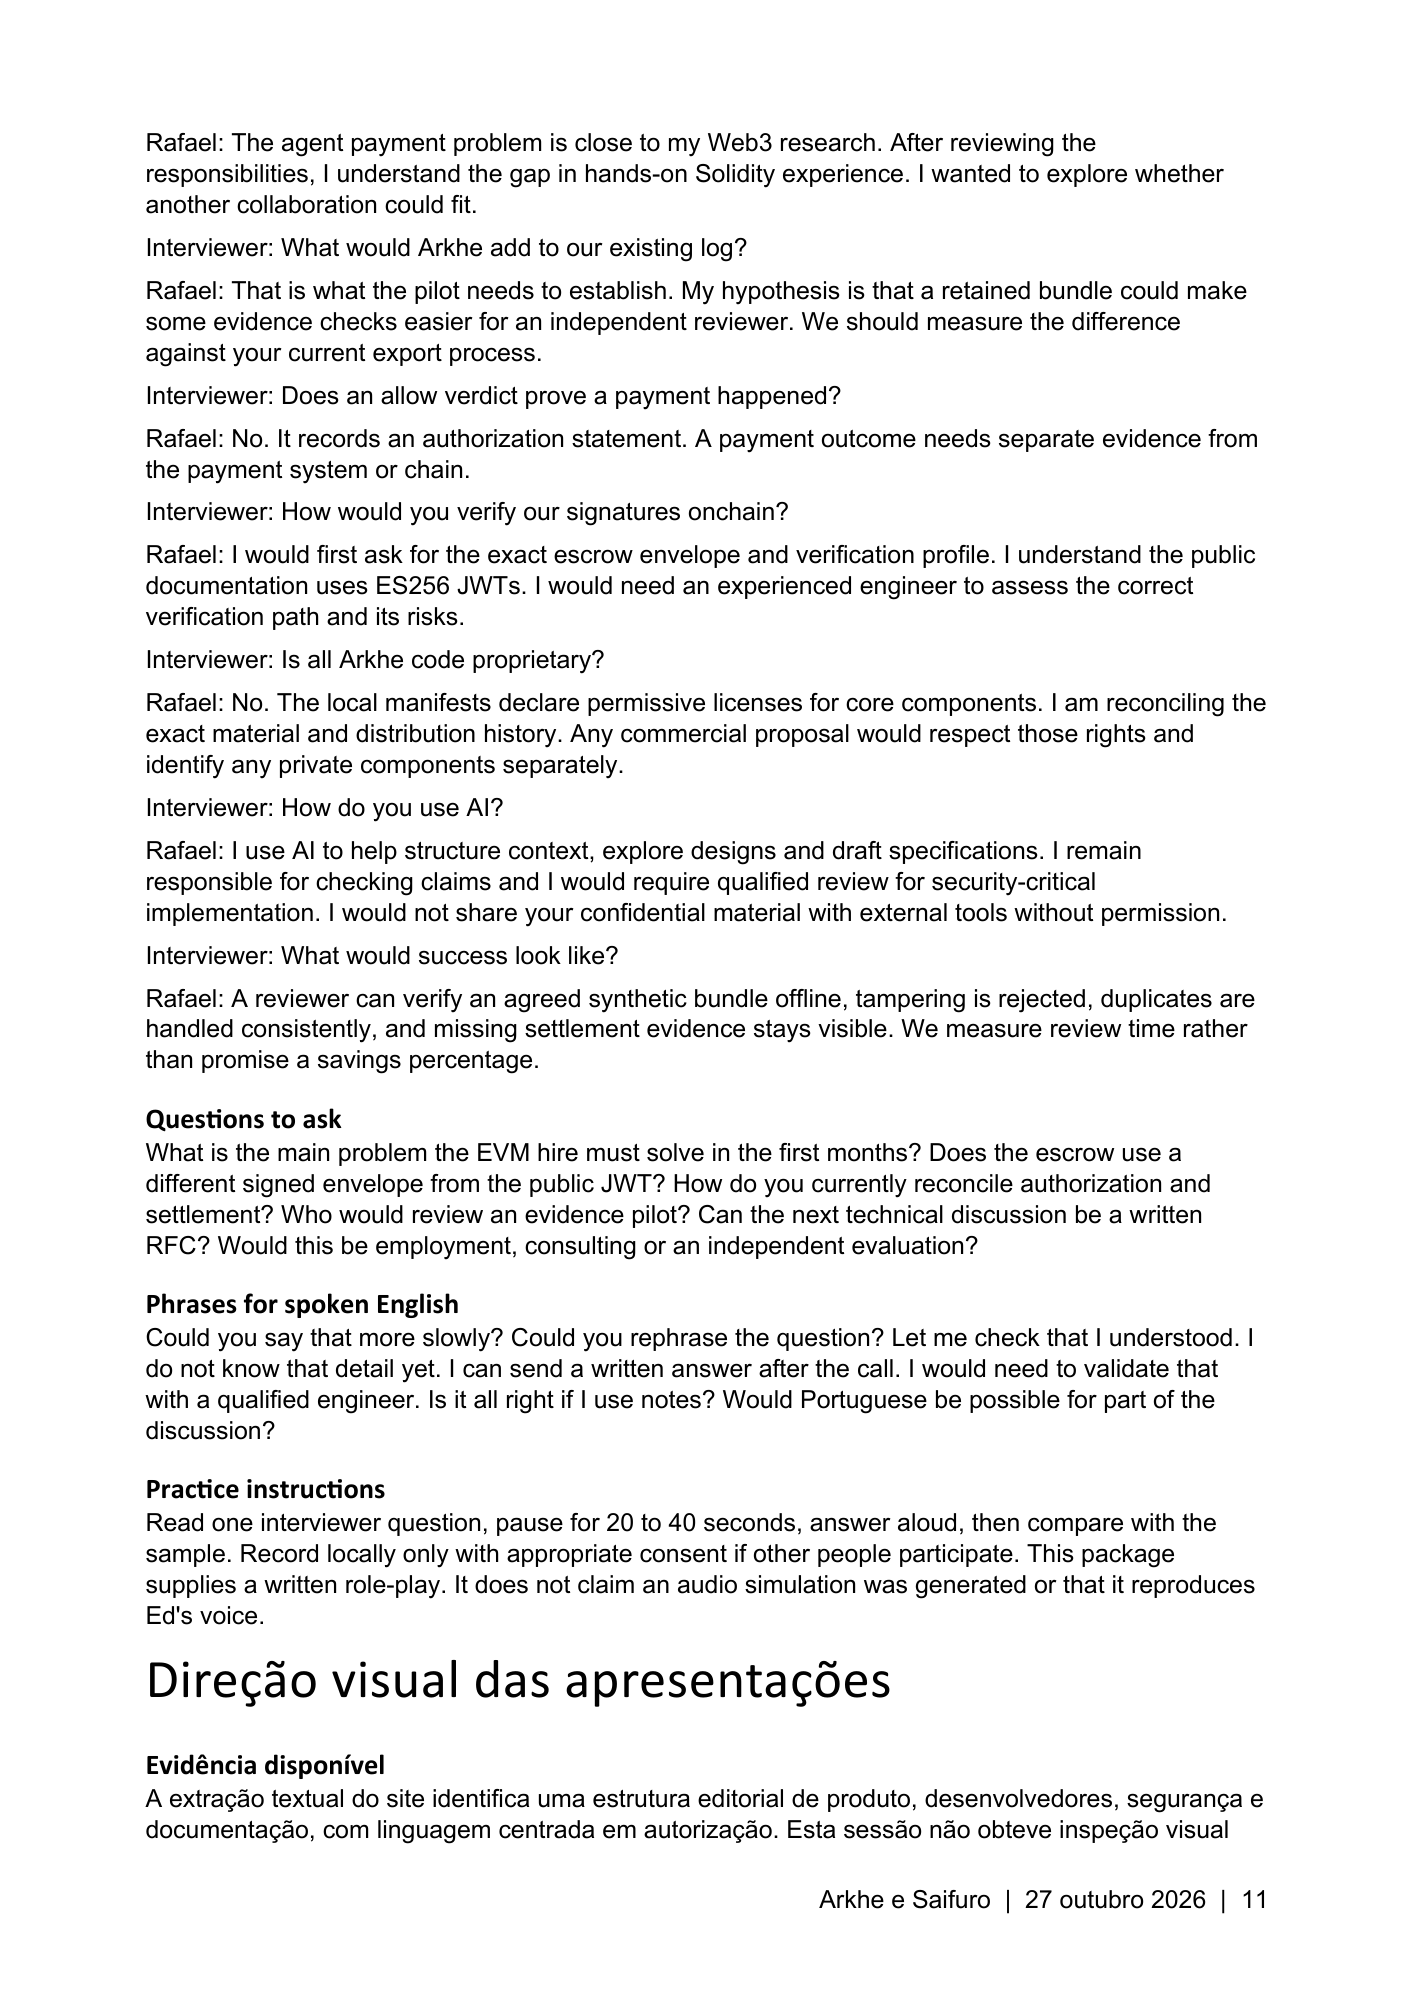 Rafael: The agent payment problem is close to my Web3 research. After reviewing the
responsibilities, I understand the gap in hands-on Solidity experience. I wanted to explore whether
another collaboration could fit.
Interviewer: What would Arkhe add to our existing log?
Rafael: That is what the pilot needs to establish. My hypothesis is that a retained bundle could make
some evidence checks easier for an independent reviewer. We should measure the difference
against your current export process.
Interviewer: Does an allow verdict prove a payment happened?
Rafael: No. It records an authorization statement. A payment outcome needs separate evidence from
the payment system or chain.
Interviewer: How would you verify our signatures onchain?
Rafael: I would first ask for the exact escrow envelope and verification profile. I understand the public
documentation uses ES256 JWTs. I would need an experienced engineer to assess the correct
verification path and its risks.
Interviewer: Is all Arkhe code proprietary?
Rafael: No. The local manifests declare permissive licenses for core components. I am reconciling the
exact material and distribution history. Any commercial proposal would respect those rights and
identify any private components separately.
Interviewer: How do you use AI?
Rafael: I use AI to help structure context, explore designs and draft specifications. I remain
responsible for checking claims and I would require qualified review for security-critical
implementation. I would not share your confidential material with external tools without permission.
Interviewer: What would success look like?
Rafael: A reviewer can verify an agreed synthetic bundle offline, tampering is rejected, duplicates are
handled consistently, and missing settlement evidence stays visible. We measure review time rather
than promise a savings percentage.
Questions to ask
What is the main problem the EVM hire must solve in the first months? Does the escrow use a
different signed envelope from the public JWT? How do you currently reconcile authorization and
settlement? Who would review an evidence pilot? Can the next technical discussion be a written
RFC? Would this be employment, consulting or an independent evaluation?
Phrases for spoken English
Could you say that more slowly? Could you rephrase the question? Let me check that I understood. I
do not know that detail yet. I can send a written answer after the call. I would need to validate that
with a qualified engineer. Is it all right if I use notes? Would Portuguese be possible for part of the
discussion?
Practice instructions
Read one interviewer question, pause for 20 to 40 seconds, answer aloud, then compare with the
sample. Record locally only with appropriate consent if other people participate. This package
supplies a written role-play. It does not claim an audio simulation was generated or that it reproduces
Ed's voice.
Direção visual das apresentações
Evidência disponível
A extração textual do site identifica uma estrutura editorial de produto, desenvolvedores, segurança e
documentação, com linguagem centrada em autorização. Esta sessão não obteve inspeção visual
Arkhe e Saifuro | 27 outubro 2026 | 11